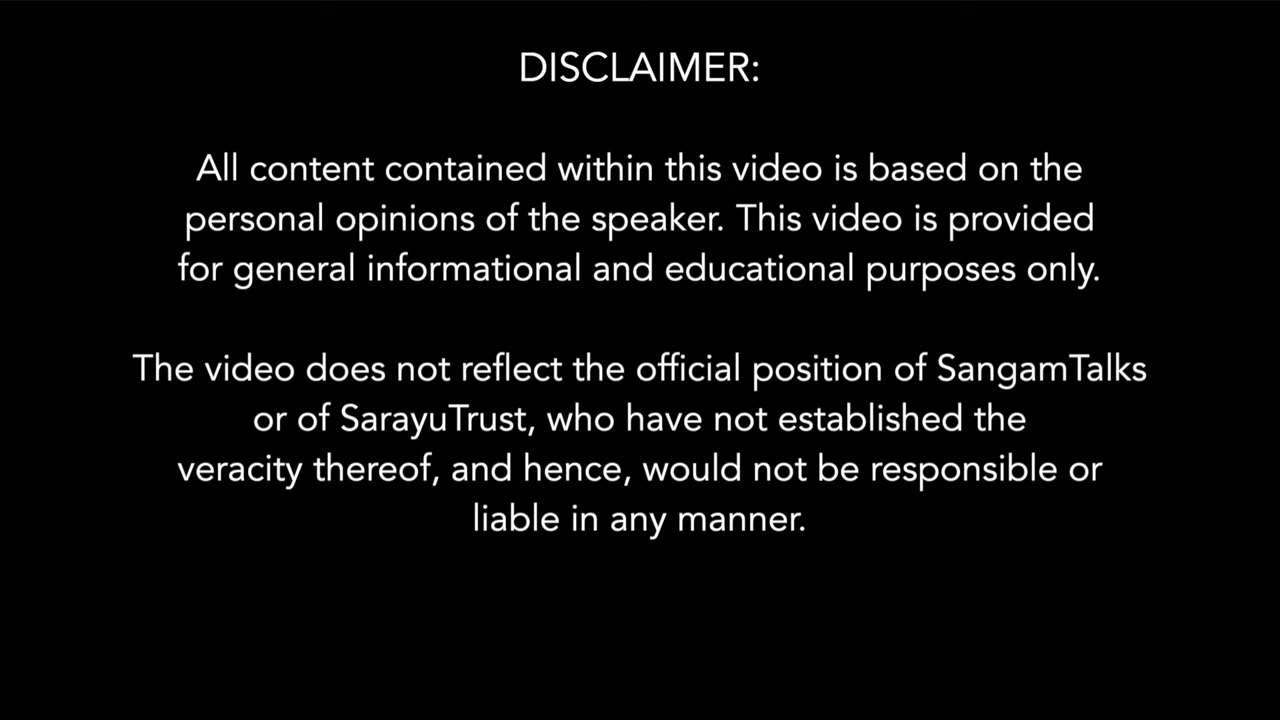 DISCLAIMER:
All content contained within this video is based on the
personal opinions of the speaker. This video is provided
for general informational and educational purposes only.
The video does not reflect the official position of SangamTalks
or of SarayuTrust, who have not established the
veracity thereof, and hence, would not be responsible or
liable in any manner.